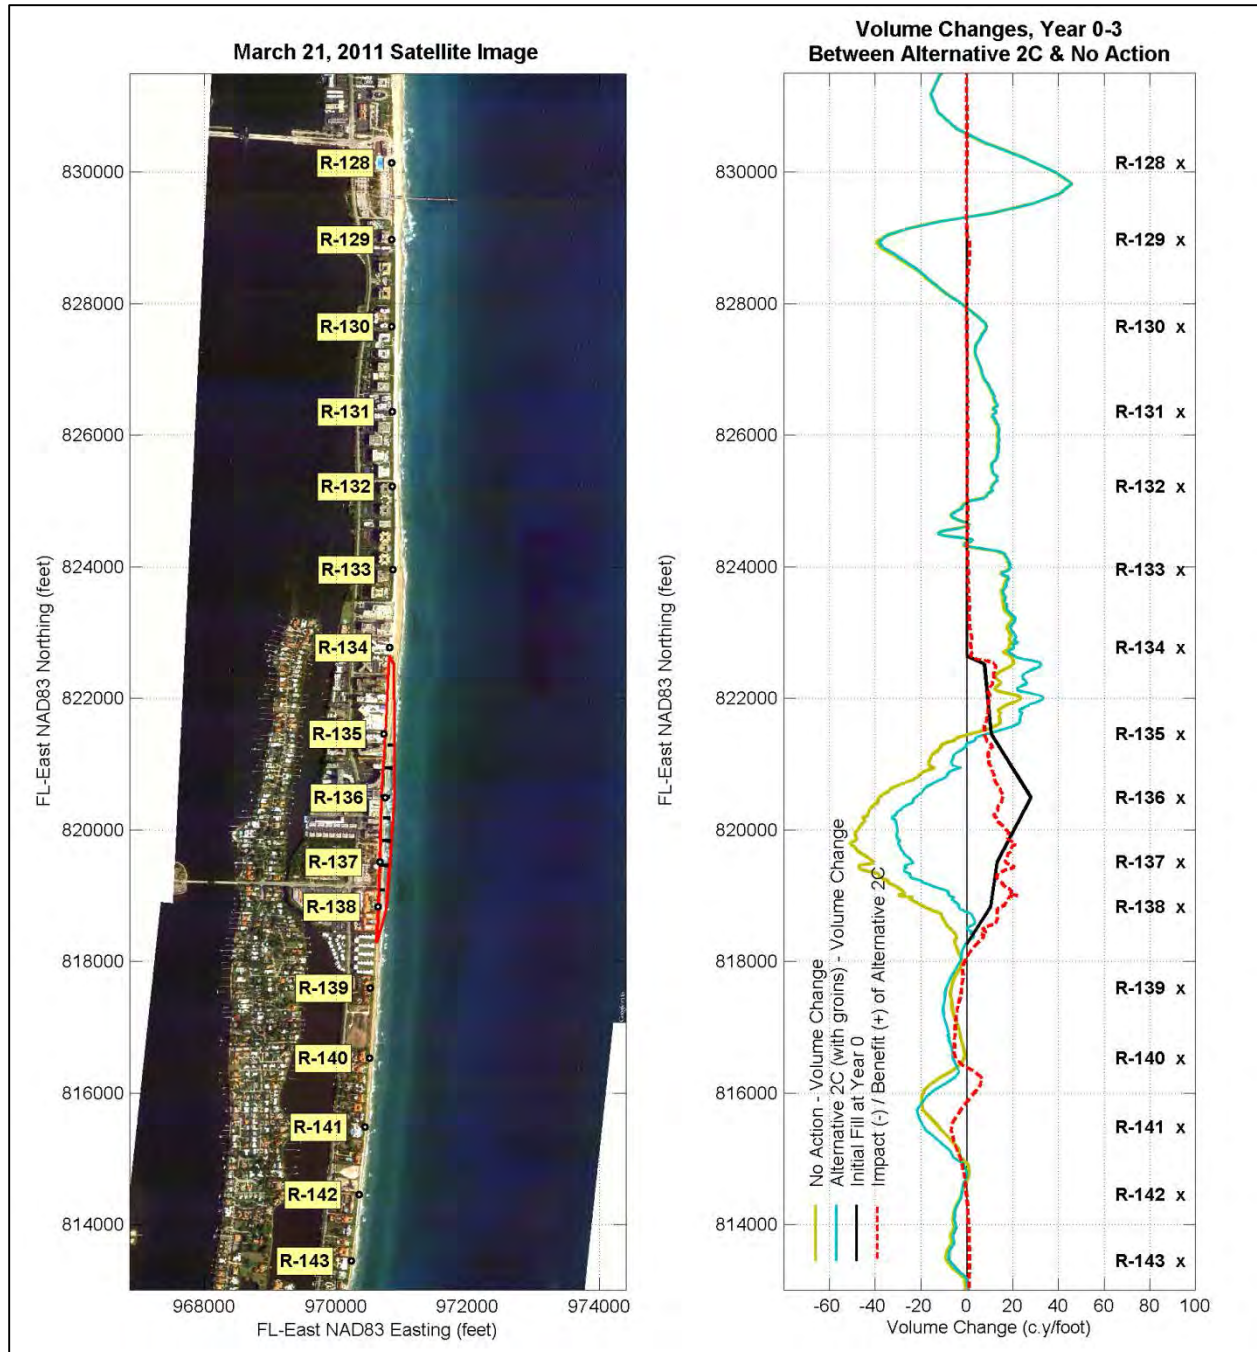 March 21, 2011 Satellite Image
FL-East NAD83 Northing (feet)
830000
828000
826000
824000
822000
820000
818000
816000
814000
R-128
R-129
R-130
R-131
R-132
R-133
R-134
R-135
R-136
R-137
R-138
R-139
R-140
R-141
R-142
R-143
968000 970000 972000 974000
FL-East NAD83 Easting (feet)
Volume Changes, Year 0-3
Between Alternative 2C & No Action
FL-East NAD83 Northing (feet)
830000
828000
826000
824000
822000
820000
818000
816000
814000
R-128 x
R-129 x
R-130 x
R-131 x
R-132 x
R-133 x
R-134 x
R-135 x
R-136 x
R-137 x
R-138 x
R-139 x
R-140 x
R-141 x
R-142 x
R-143 x
No Action - Volume Change
Alternative 2C (with groins) - Volume Change
Initial Fill at Year 0
Impact (-) / Benefit (+) of Alternative 2C
-60 -40 -20 0 20 40 60 80 100
Volume Change (c.y/foot)